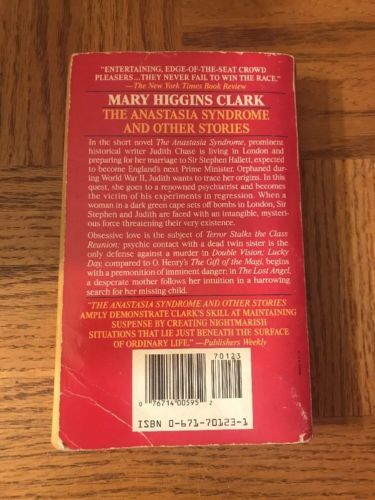 "ENTERTAINING, EDGE-OF-THE-SEAT CROWD
PLEASERS...THEY NEVER FAIL TO WIN THE RACE."
—The New York Times Book Review
MARY HIGGINS CLARK
THE ANASTASIA SYNDROME
AND OTHER STORIES
In the short novel The Anastasia Syndrome, prominent
historical writer Judith Chase is living in London and
preparing for her marriage to Sir Stephen Hallett, expected
to become England's next Prime Minister. Orphaned during
World War II, Judith wants to trace her origins. In this
quest, she goes to a renowned psychiatrist and becomes
the victim of his experiments in regression. When a
woman in a dark green cape sets off bombs in London, Sir
Stephen and Judith are faced with an intangible, mysteri-
ous force threatening their very existence.
Obsessive love is the subject of Terror Stalks the Class
Reunion; psychic contact with a dead twin sister is the
only defense against a murder in Double Vision; Lucky
Day, compared to O. Henry's The Gift of the Magi, begins
with a premonition of imminent danger; in The Lost Angel,
a desperate mother follows her intuition in a harrowing
search for her missing child.
"THE ANASTASIA SYNDROME AND OTHER STORIES
AMPLY DEMONSTRATE CLARK'S SKILL AT MAINTAINING
SUSPENSE BY CREATING NIGHTMARISH
SITUATIONS THAT LIE JUST BENEATH THE SURFACE
OF ORDINARY LIFE." —Publishers Weekly
70123
0 76714 00595 2
ISBN 0-671-70123-1